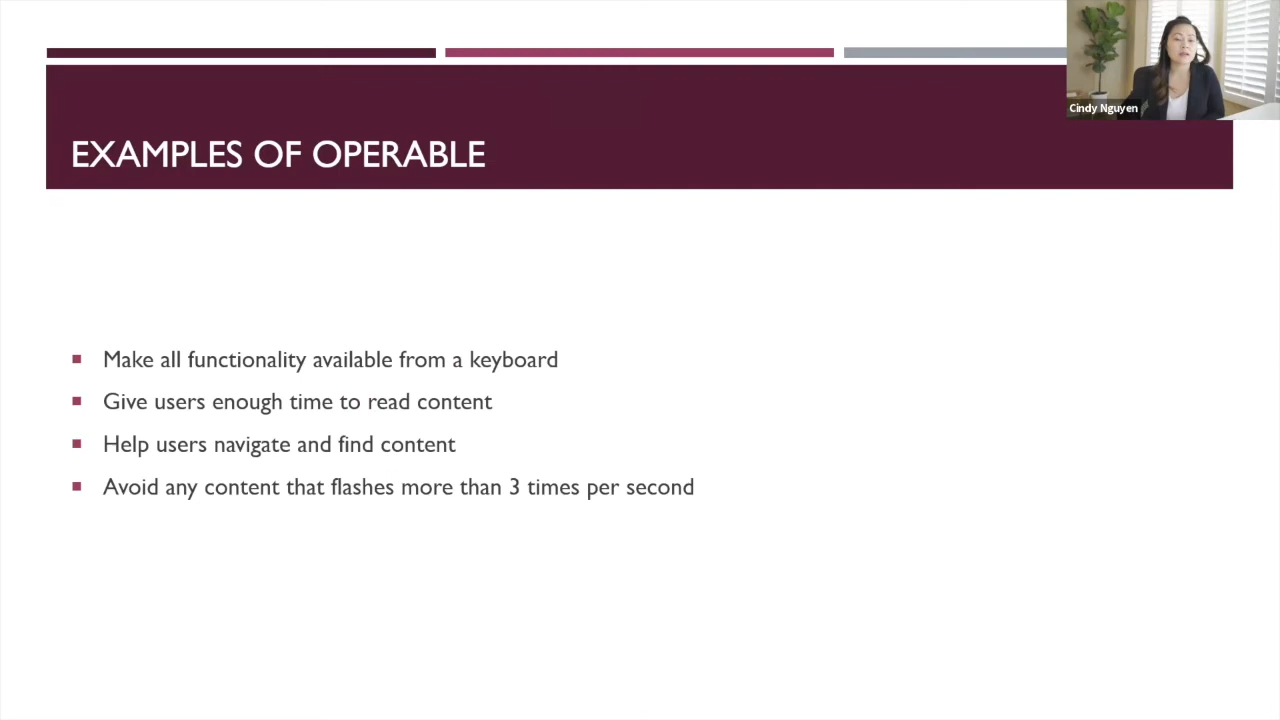 Cindy Nguyen
EXAMPLES OF OPERABLE
Make all functionality available from a keyboard
Give users enough time to read content
Help users navigate and find content
Avoid any content that flashes more than 3 times per second